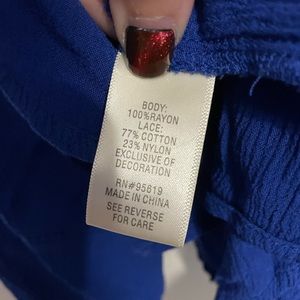 BODY:
100%RAYON
LACE:
77% COTTON
23% NYLON
EXCLUSIVE OF
DECORATION
RN#95619
MADE IN CHINA
SEE REVERSE
FOR CARE